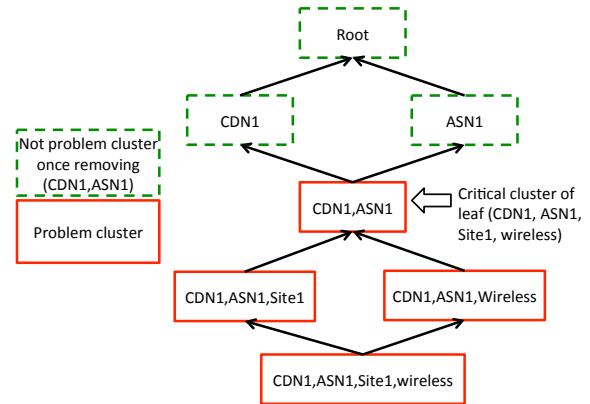 Root
CDN1
ASN1
Not problem cluster
once removing
(CDN1,ASN1)
Problem cluster
CDN1,ASN1
Critical cluster of
leaf (CDN1, ASN1,
Site1, wireless)
CDN1,ASN1,Site1
CDN1,ASN1,Wireless
CDN1,ASN1,Site1,wireless